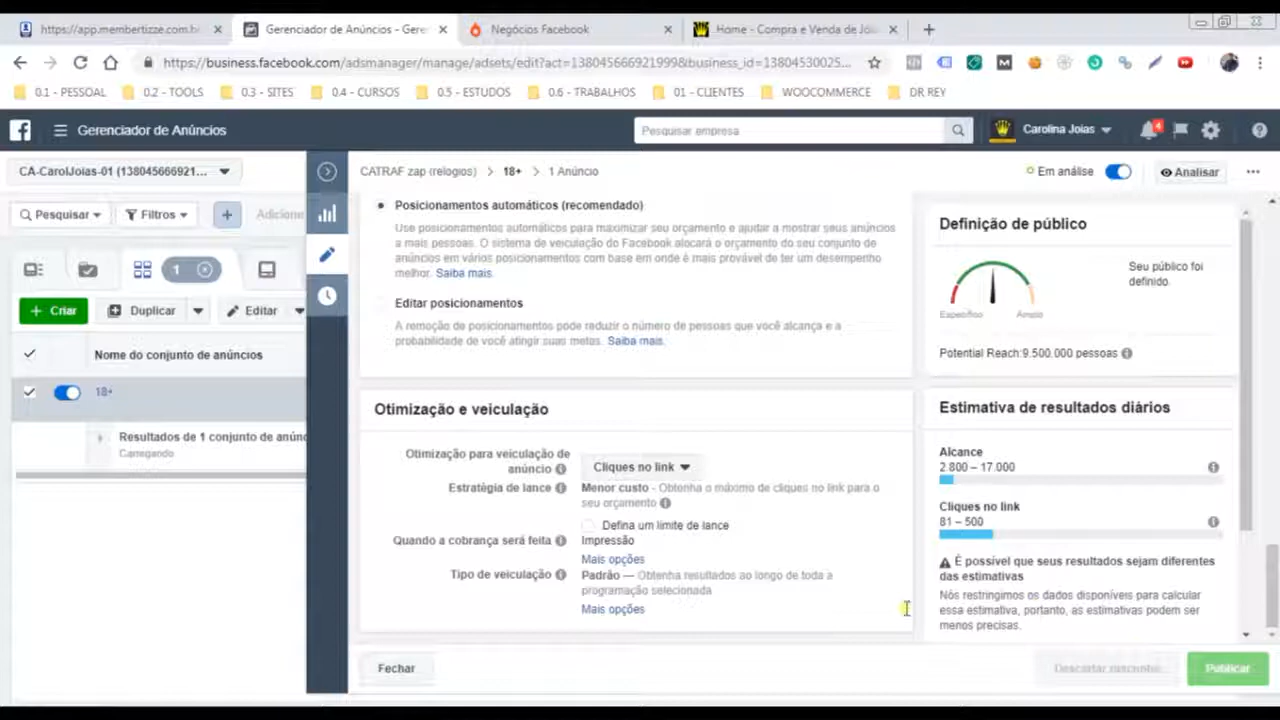 https://app.membertizze.com.b
Gerenciador de Anúncios - Gere
Negócios Facebook
Home - Compra e Venda de Joi
https://business.facebook.com/adsmanager/manage/adsets/edit?act=1380456669219998&business_id=13804530025...
0.1 - PESSOAL
0.2 - TOOLS
0.3 - SITES
0.4 - CURSOS
0.5 - ESTUDOS
0.6 - TRABALHOS
01 - CLIENTES
WOOCOMMERCE
DR REY
Gerenciador de Anúncios
Pesquisar empresa
Carolina Joias
4
CA-CarolJoias-01 (138045666921...
CATRAF zap (relogios) > 18+ > 1 Anúncio
Em análise
Analisar
Pesquisar
Filtros
Adicione
1
Criar
Duplicar
Editar
Nome do conjunto de anúncios
18+
Resultados de 1 conjunto de anúnc
Carregando
Posicionamentos automáticos (recomendado)
Use posicionamentos automáticos para maximizar seu orçamento e ajudar a mostrar seus anúncios
a mais pessoas. O sistema de veiculação do Facebook alocará o orçamento do seu conjunto de
anúncios em vários posicionamentos com base em onde é mais provável de ter um desempenho
melhor. Saiba mais.
Editar posicionamentos
A remoção de posicionamentos pode reduzir o número de pessoas que você alcança e a
probabilidade de você atingir suas metas. Saiba mais.
Otimização e veiculação
Otimização para veiculação de
anúncio
Cliques no link
Estratégia de lance
Menor custo - Obtenha o máximo de cliques no link para o
seu orçamento
Defina um limite de lance
Quando a cobrança será feita
Impressão
Mais opções
Tipo de veiculação
Padrão — Obtenha resultados ao longo de toda a
programação selecionada
Mais opções
Fechar
Definição de público
Seu público foi
definido.
Específico
Amplo
Potential Reach:9.500.000 pessoas
Estimativa de resultados diários
Alcance
2.800 – 17.000
Cliques no link
81 – 500
É possível que seus resultados sejam diferentes
das estimativas
Nós restringimos os dados disponíveis para calcular
essa estimativa, portanto, as estimativas podem ser
menos precisas.
Descartar rascunho
Publicar